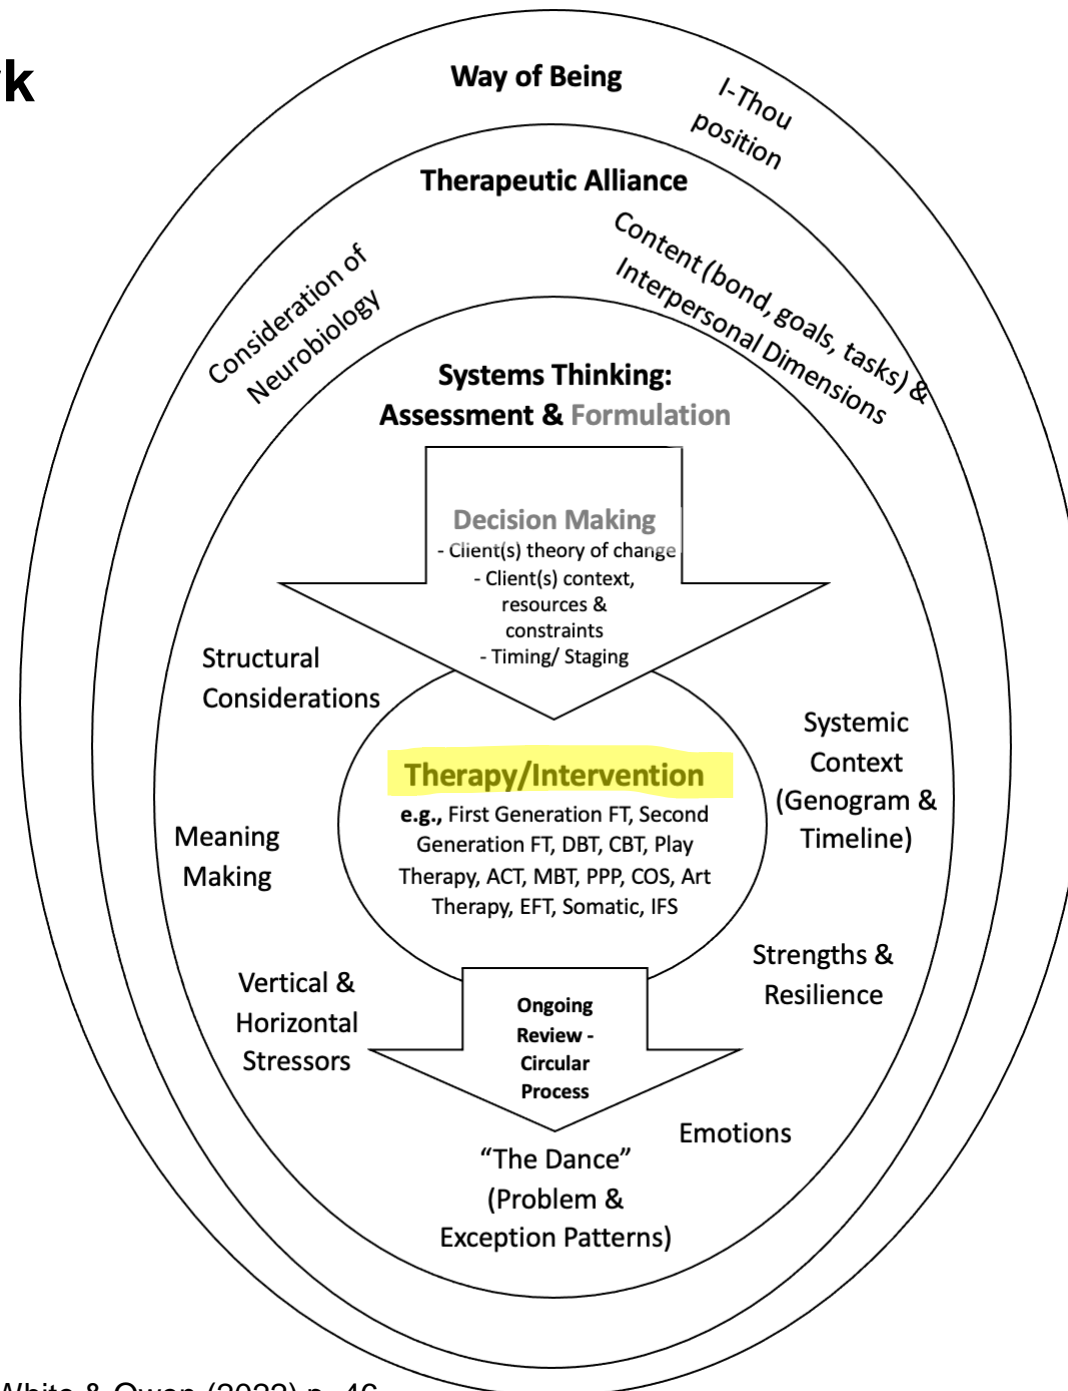 k
Way of Being
I-Thou
position
Therapeutic Alliance
Consideration of
Neurobiology
Content (bond, goals, tasks) &
Interpersonal Dimensions
Systems Thinking:
Assessment & Formulation
Decision Making
- Client(s) theory of change
- Client(s) context,
resources &
constraints
- Timing/ Staging
Structural
Considerations
Systemic
Context
(Genogram &
Timeline)
Therapy/Intervention
e.g., First Generation FT, Second
Generation FT, DBT, CBT, Play
Therapy, ACT, MBT, PPP, COS, Art
Therapy, EFT, Somatic, IFS
Meaning
Making
Strengths &
Resilience
Vertical &
Horizontal
Stressors
Ongoing
Review -
Circular
Process
Emotions
“The Dance”
(Problem &
Exception Patterns)
White & Owen (2022) p. 46